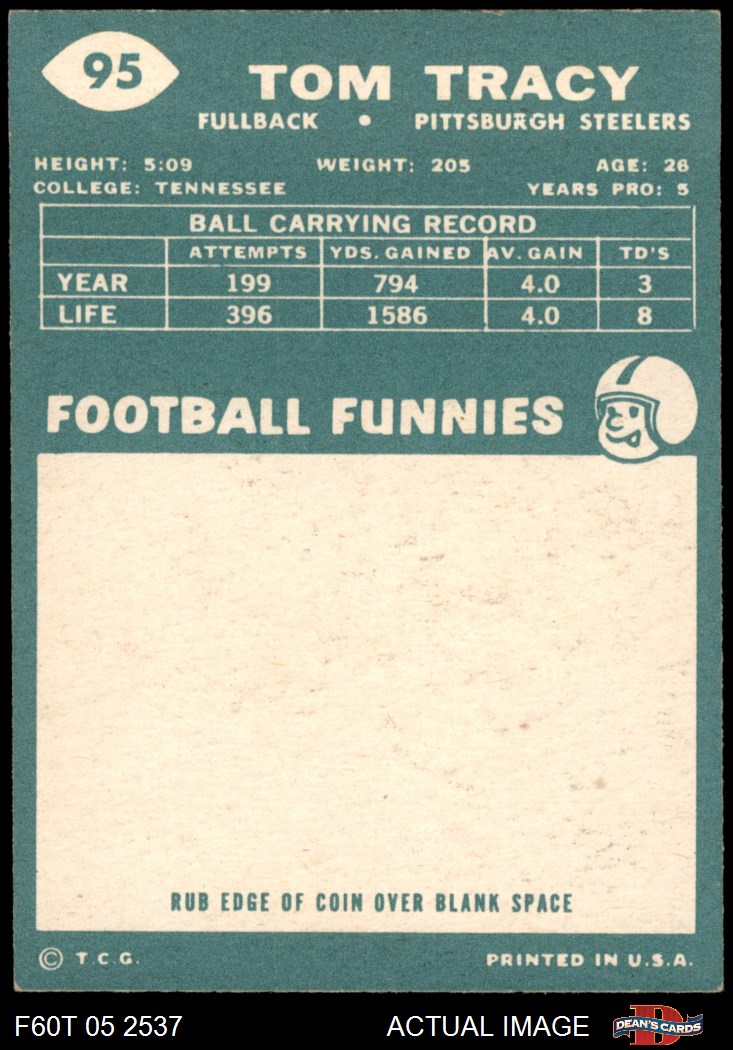 95
TOM TRACY
FULLBACK • PITTSBURGH STEELERS
HEIGHT: 5:09 WEIGHT: 205 AGE: 26
COLLEGE: TENNESSEE YEARS PRO: 5
BALL CARRYING RECORD
ATTEMPTS YDS. GAINED AV. GAIN TD'S
YEAR 199 794 4.0 3
LIFE 396 1586 4.0 8
FOOTBALL FUNNIES
RUB EDGE OF COIN OVER BLANK SPACE
© T.C.G. PRINTED IN U.S.A.
F60T 05 2537 ACTUAL IMAGE D DEAN'S CARDS